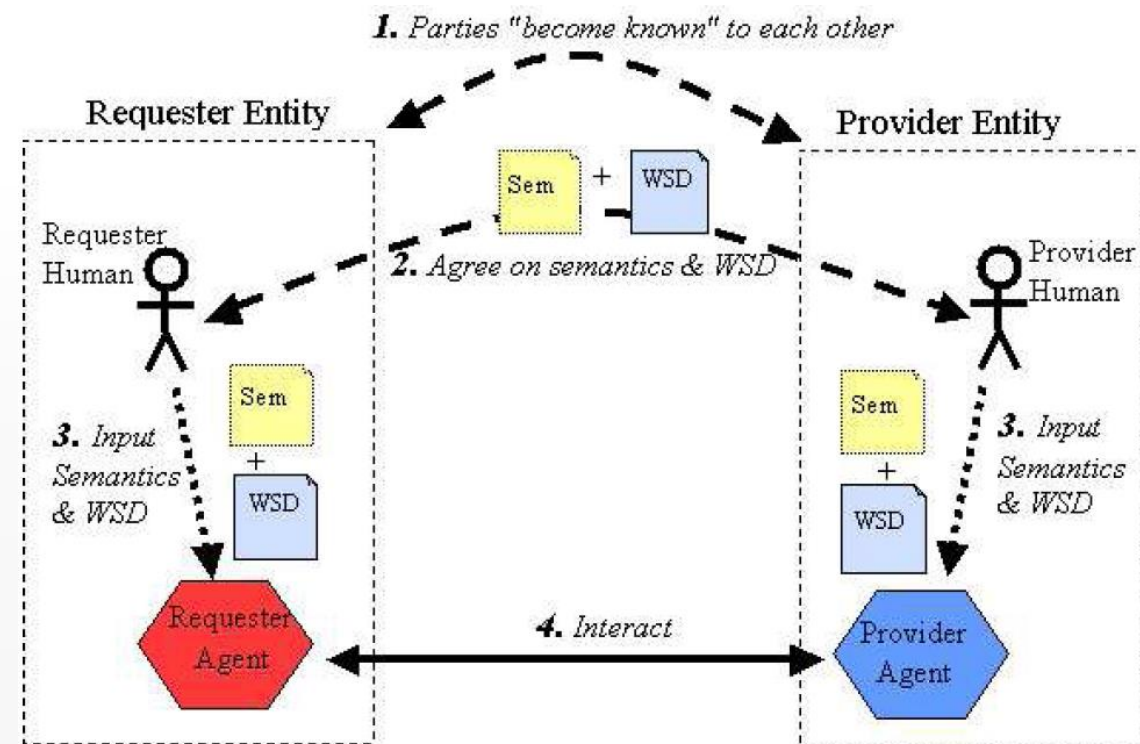 1. Parties "become known" to each other
Requester Entity
Provider Entity
Sem + WSD
Requester
Human
Provider
Human
2. Agree on semantics & WSD
Sem
+
WSD
3. Input
Semantics
& WSD
Sem
+
WSD
3. Input
Semantics
& WSD
Requester
Agent
4. Interact
Provider
Agent